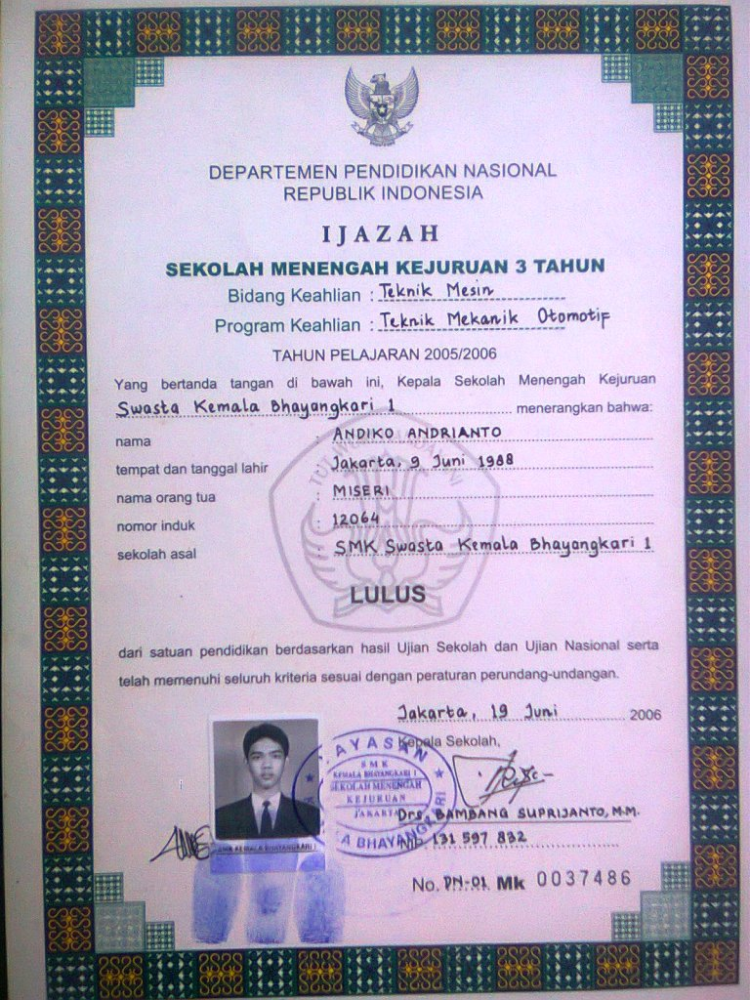 DEPARTEMEN PENDIDIKAN NASIONAL
REPUBLIK INDONESIA
IJAZAH
SEKOLAH MENENGAH KEJURUAN 3 TAHUN
Bidang Keahlian : Teknik Mesin
Program Keahlian : Teknik Mekanik Otomotif
TAHUN PELAJARAN 2005/2006
Yang bertanda tangan di bawah ini, Kepala Sekolah Menengah Kejuruan
Swasta Kemala Bhayangkari 1 menerangkan bahwa:
nama : ANDIKO ANDRIANTO
tempat dan tanggal lahir : Jakarta, 9 Juni 1988
nama orang tua : MISERI
nomor induk : 12064
sekolah asal : SMK Swasta Kemala Bhayangkari 1
LULUS
dari satuan pendidikan berdasarkan hasil Ujian Sekolah dan Ujian Nasional serta
telah memenuhi seluruh kriteria sesuai dengan peraturan perundang-undangan.
Jakarta, 19 Juni 2006
Kepala Sekolah,
YAYASAN
SMK
KEMALA BHAYANGKARI 1
SEKOLAH MENENGAH
KEJURUAN
JAKARTA
BHAYANGKARI
Drs. BAMBANG SUPRIJANTO, M.M.
NIP. 131 597 832
SMK KEMALA BHAYANGKARI 1
No. DN-01 Mk 0037486